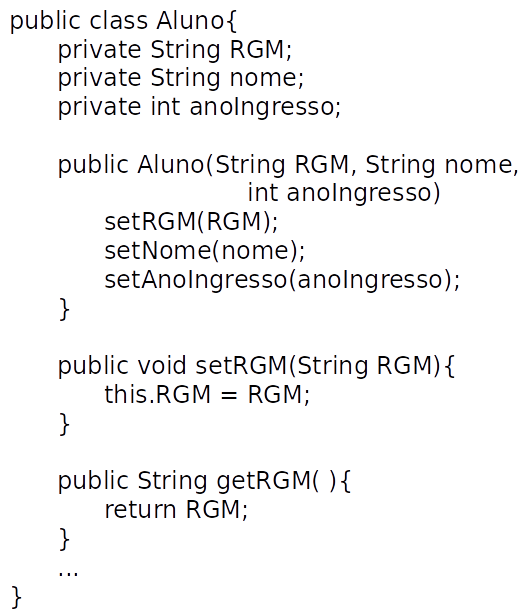 public class Aluno{
private String RGM;
private String nome;
private int anoIngresso;
public Aluno(String RGM, String nome,
int anoIngresso)
setRGM(RGM);
setNome(nome);
setAnoIngresso(anoIngresso);
}
public void setRGM(String RGM){
this.RGM = RGM;
}
public String getRGM( ){
return RGM;
}
...
}